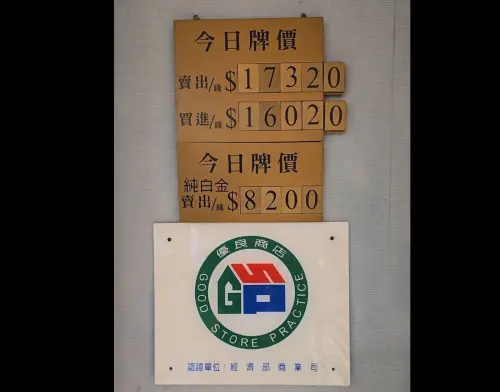 今日牌價
賣出/錢 $17320
買進/錢 $16020
今日牌價
純白金
賣出/錢 $8200
優良商店
GSP
GOOD STORE PRACTICE
認證單位：經濟部商業司